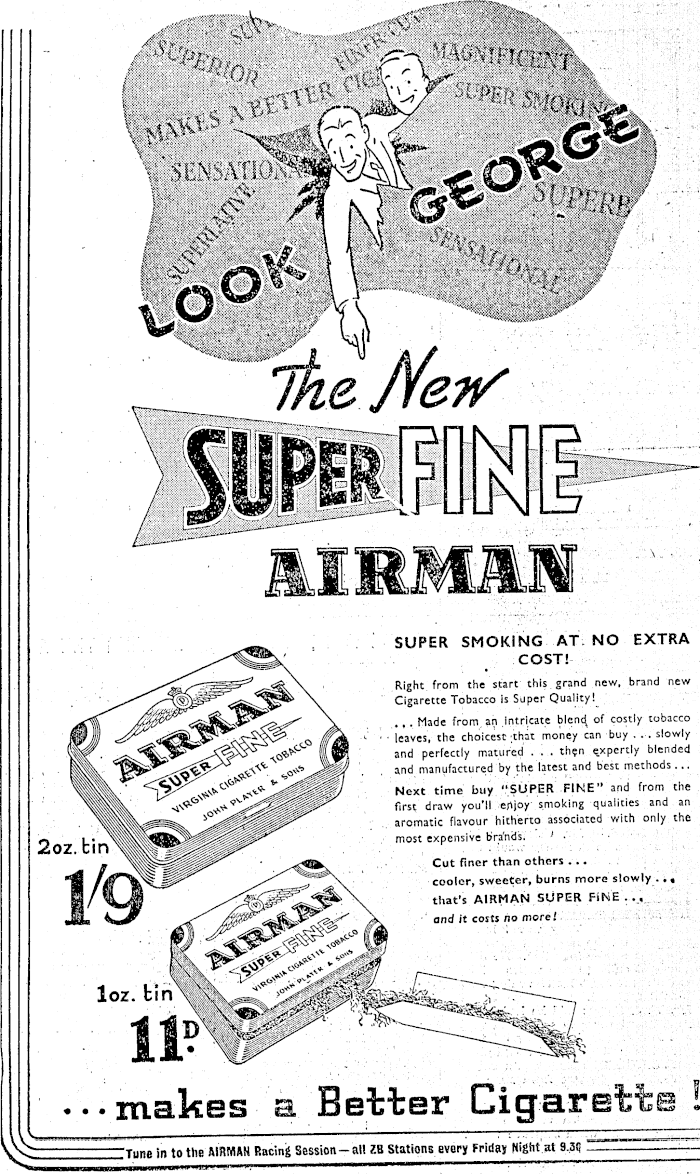 SUPERIOR
FINER CUT
MAGNIFICENT
MAKES A BETTER CIG
SUPER SMOKING
SENSATIONA
SUPERB
SUPERLATIVE
SENSATIONAL
LOOK GEORGE
The New
SUPER FINE
AIRMAN
SUPER SMOKING AT NO EXTRA
COST!
Right from the start this grand new, brand new
Cigarette Tobacco is Super Quality!
... Made from an intricate blend of costly tobacco
leaves, the choicest that money can buy ... slowly
and perfectly matured ... then expertly blended
and manufactured by the latest and best methods ...
Next time buy "SUPER FINE" and from the
first draw you'll enjoy smoking qualities and an
aromatic flavour hitherto associated with only the
most expensive brands.
Cut finer than others ...
cooler, sweeter, burns more slowly ...
that's AIRMAN SUPER FINE ...
and it costs no more!
AIRMAN
SUPER FINE
VIRGINIA CIGARETTE TOBACCO
JOHN PLAYER & SONS
2oz. tin
1/9
AIRMAN
SUPER FINE
VIRGINIA CIGARETTE TOBACCO
JOHN PLAYER & SONS
1oz. tin
11D.
...makes a Better Cigarette!
Tune in to the AIRMAN Racing Session — all ZB Stations every Friday Night at 9.30